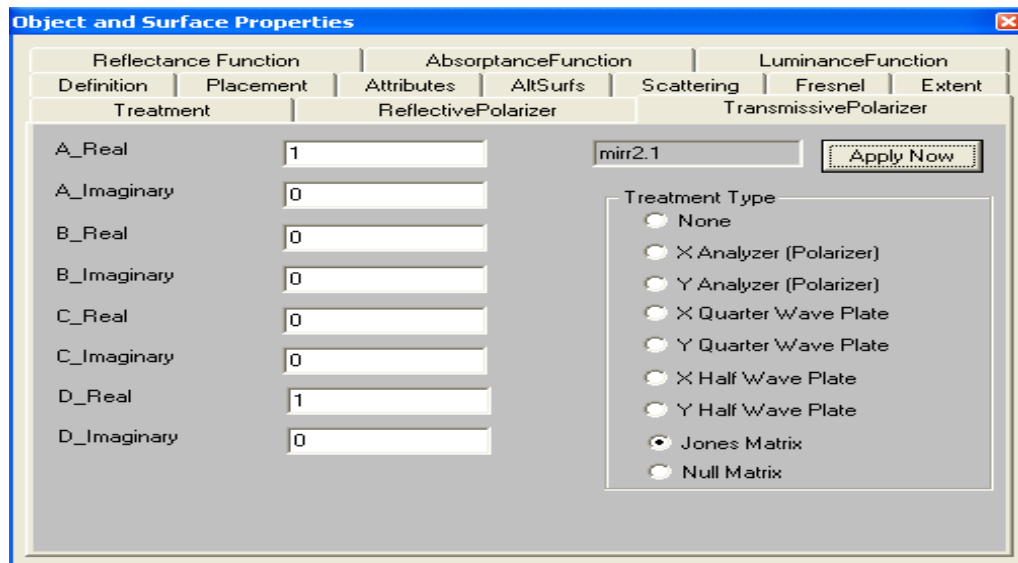 Object and Surface Properties
Reflectance Function AbsorptanceFunction LuminanceFunction
Definition Placement Attributes AltSurfs Scattering Fresnel Extent
Treatment ReflectivePolarizer TransmissivePolarizer
A_Real 1 mirr2.1 Apply Now
A_Imaginary 0
Treatment Type
None
B_Real 0
X Analyzer (Polarizer)
B_Imaginary 0
Y Analyzer (Polarizer)
C_Real 0
X Quarter Wave Plate
Y Quarter Wave Plate
C_Imaginary 0
X Half Wave Plate
D_Real 1
Y Half Wave Plate
D_Imaginary 0
Jones Matrix
Null Matrix